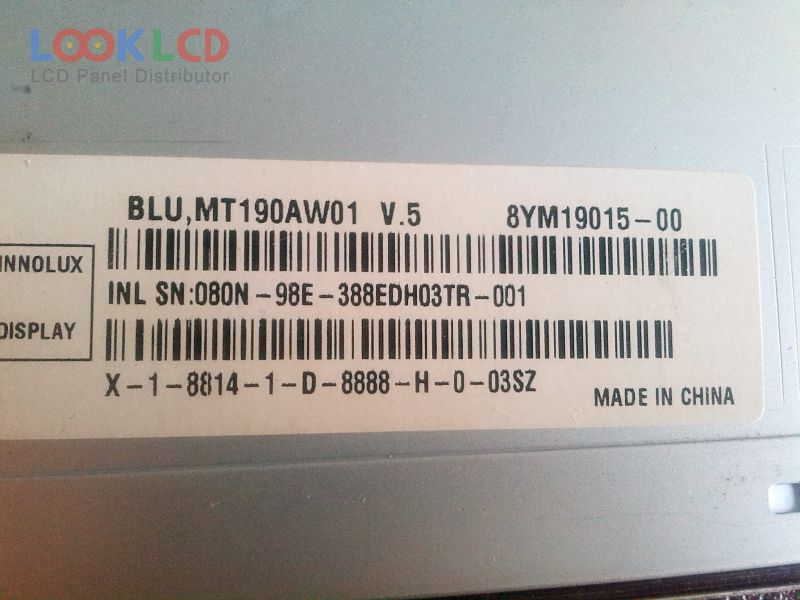 LOOKLCD
LCD Panel Distributor
BLU,MT190AW01 V.5 8YM19015-00
INNOLUX
DISPLAY
INL SN:080N-98E-388EDH03TR-001
X-1-8814-1-D-8888-H-0-03SZ
MADE IN CHINA